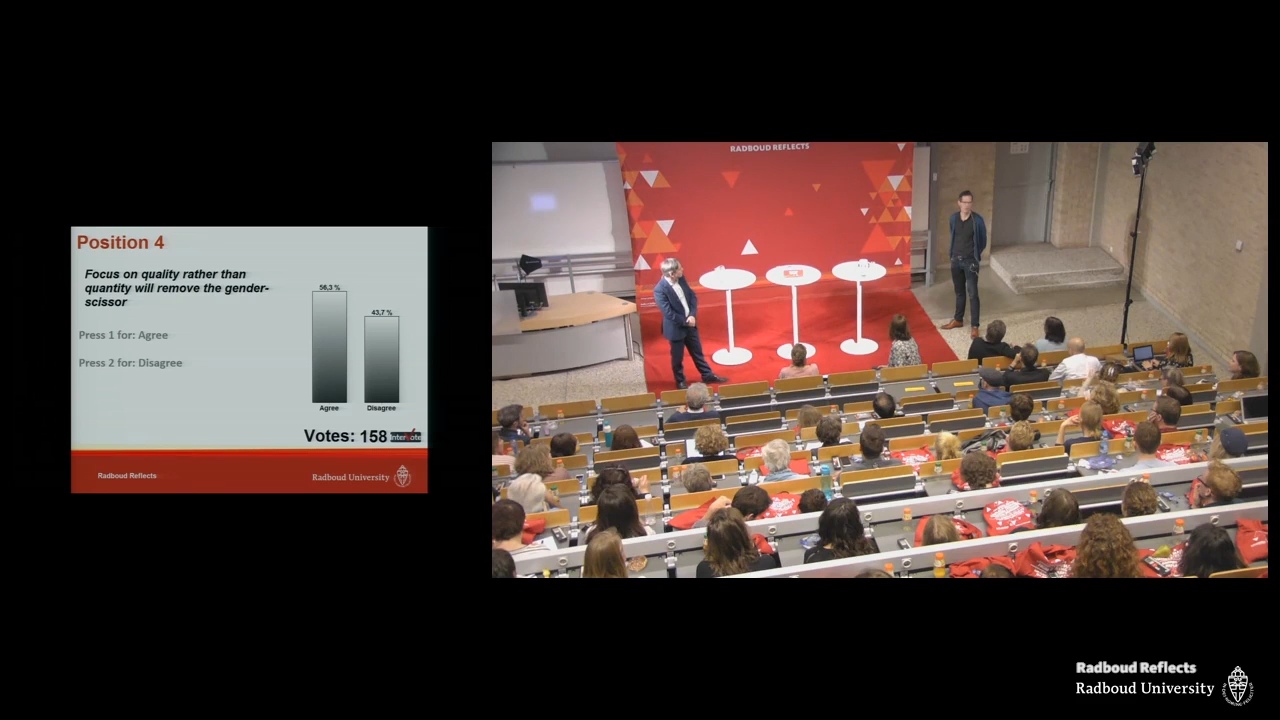 Position 4
Focus on quality rather than
quantity will remove the gender-
scissor
Press 1 for: Agree
Press 2 for: Disagree
56,3 %
43,7 %
Agree
Disagree
Votes: 158
InterVote
Radboud Reflects
Radboud University
RADBOUD REFLECTS
Radboud Reflects
Radboud University